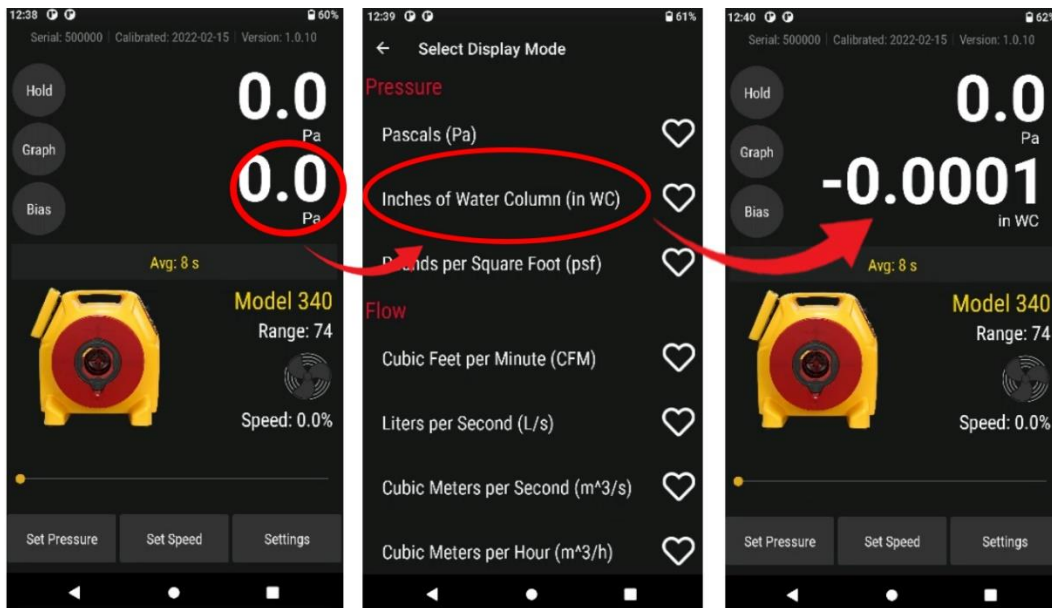 12:38 60%
Serial: 500000 | Calibrated: 2022-02-15 | Version: 1.0.10
Hold
0.0
Pa
Graph
0.0
Pa
Bias
Avg: 8 s
Model 340
Range: 74
Speed: 0.0%
Set Pressure Set Speed Settings
12:39 61%
Select Display Mode
Pressure
Pascals (Pa)
Inches of Water Column (in WC)
per Square Foot (psf)
Flow
Cubic Feet per Minute (CFM)
Liters per Second (L/s)
Cubic Meters per Second (m^3/s)
Cubic Meters per Hour (m^3/h)
12:40 62%
Serial: 500000 | Calibrated: 2022-02-15 | Version: 1.0.10
Hold
0.0
Pa
Graph
-0.0001
in WC
Bias
Avg: 8 s
Model 340
Range: 74
Speed: 0.0%
Set Pressure Set Speed Settings